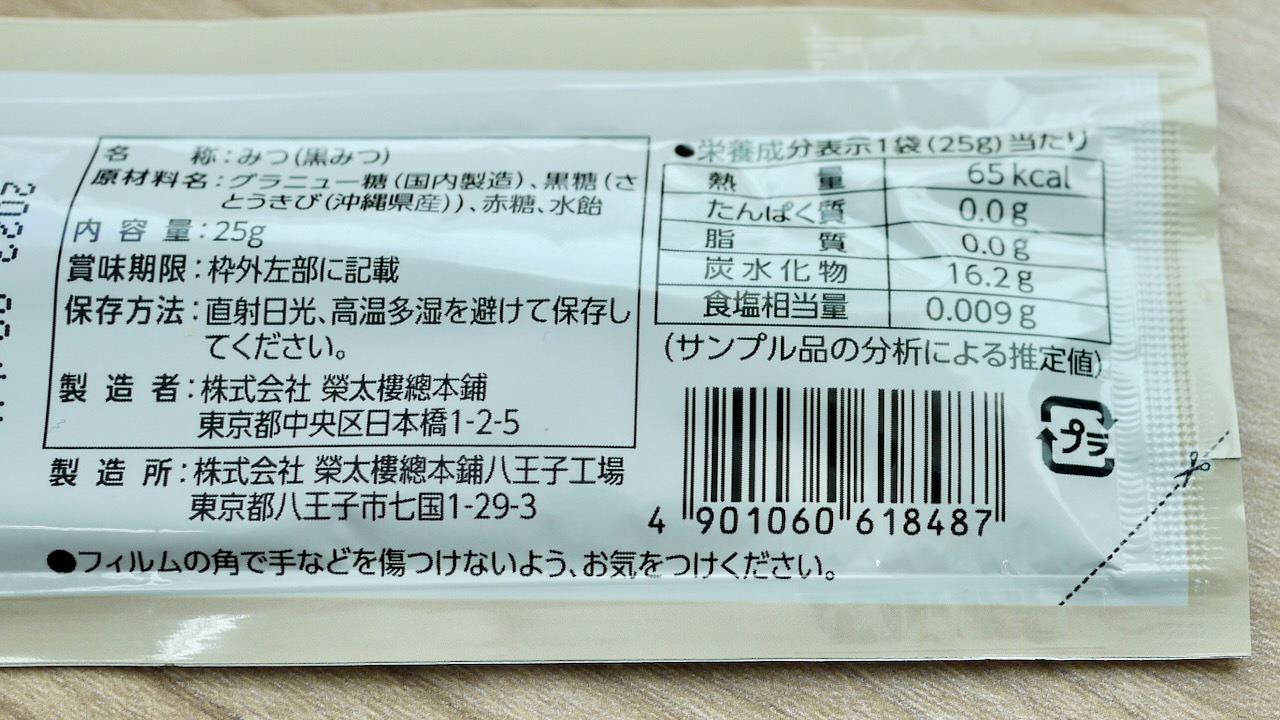 名 称:みつ(黒みつ)
原材料名:グラニュー糖(国内製造)、黒糖(さ
とうきび(沖縄県産))、赤糖、水飴
内容量:25g
賞味期限:枠外左部に記載
保存方法:直射日光、高温多湿を避けて保存し
てください。
製造者:株式会社 榮太樓總本鋪
東京都中央区日本橋1-2-5
製造所:株式会社 榮太樓總本鋪八王子工場
東京都八王子市七国1-29-3
●フィルムの角で手などを傷つけないよう、お気をつけください。
●栄養成分表示1袋(25g)当たり
熱量 65kcal
たんぱく質 0.0g
脂質 0.0g
炭水化物 16.2g
食塩相当量 0.009g
(サンプル品の分析による推定値)
4 901060 618487
プラ